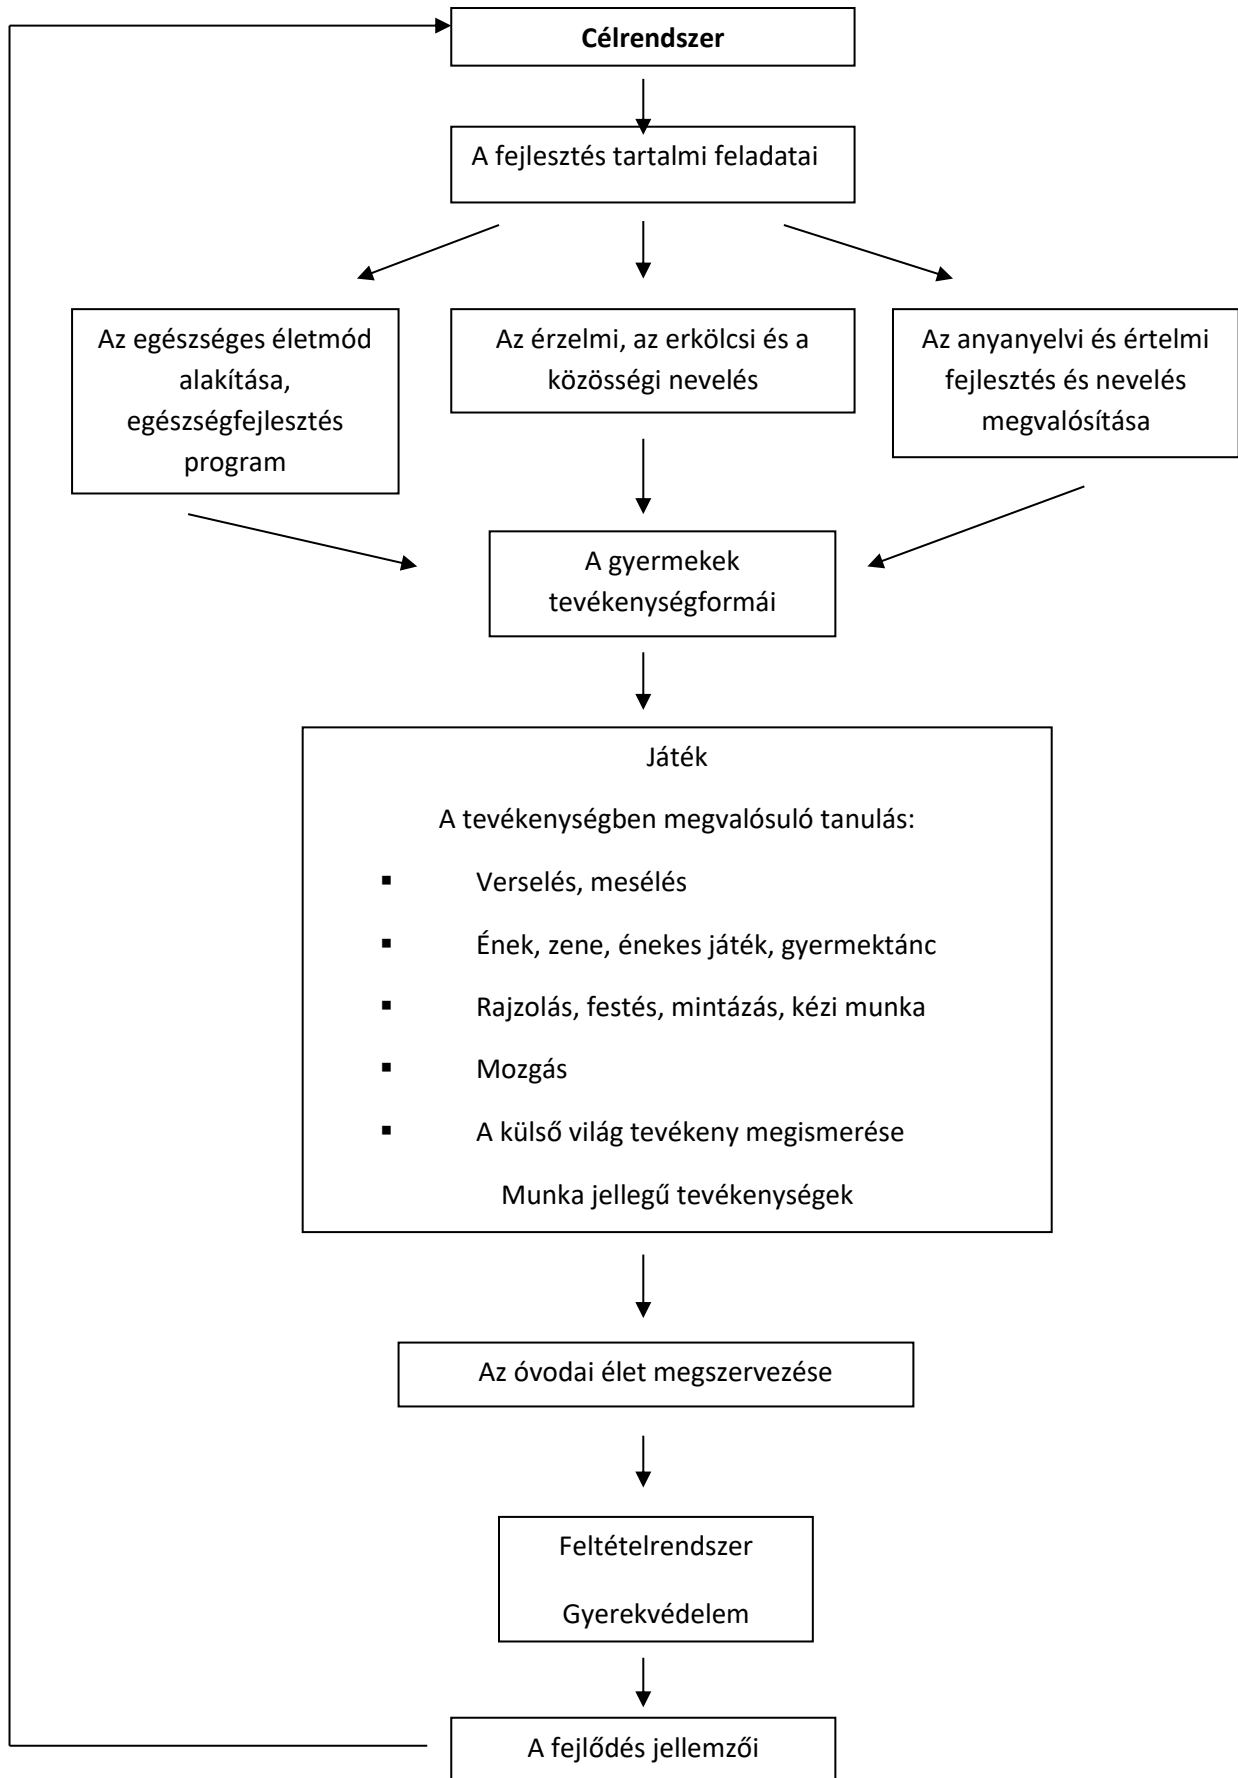 Célrendszer
A fejlesztés tartalmi feladatai
Az egészséges életmód
alakítása,
egészségfejlesztés
program
Az érzelmi, az erkölcsi és a
közösségi nevelés
Az anyanyelvi és értelmi
fejlesztés és nevelés
megvalósítása
A gyermekek
tevékenységformái
Játék
A tevékenységben megvalósuló tanulás:
▪ Verselés, mesélés
▪ Ének, zene, énekes játék, gyermektánc
▪ Rajzolás, festés, mintázás, kézi munka
▪ Mozgás
▪ A külső világ tevékeny megismerése
Munka jellegű tevékenységek
Az óvodai élet megszervezése
Feltételrendszer
Gyerekvédelem
A fejlődés jellemzői